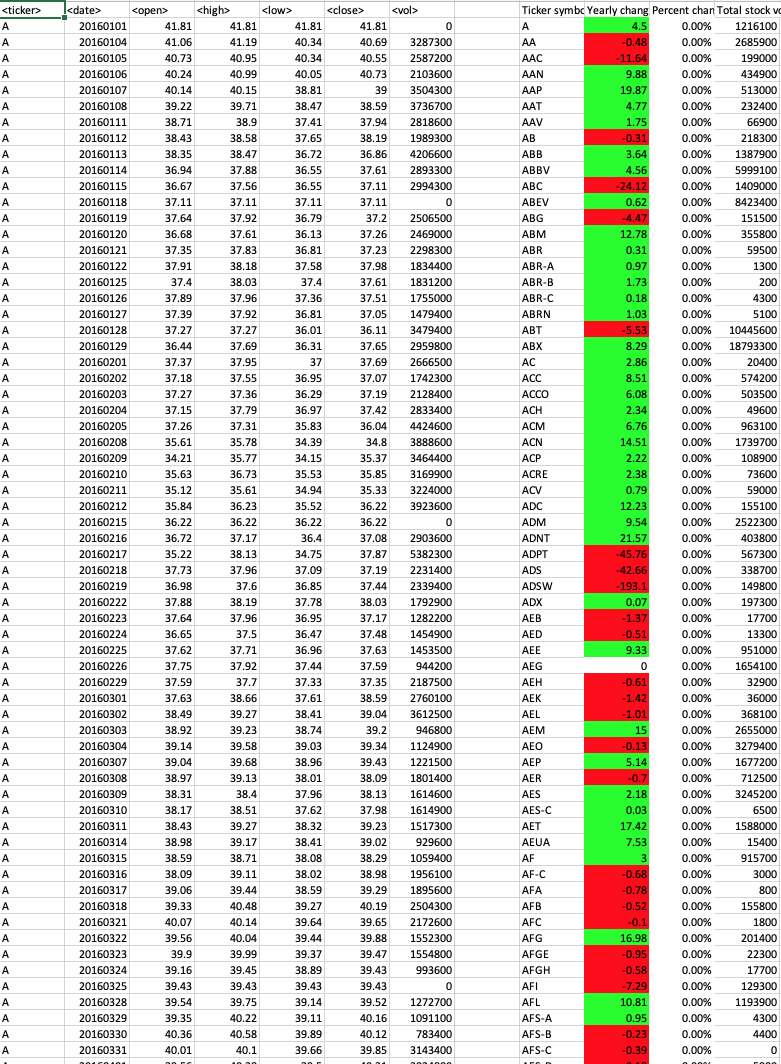 <ticker> <date> <open> <high> <low> <close> <vol> Ticker symbo Yearly chang Percent chan Total stock vo
A 20160101 41.81 41.81 41.81 41.81 0 A 4.5 0.00% 1216100
A 20160104 41.06 41.19 40.34 40.69 3287300 AA -0.48 0.00% 2685900
A 20160105 40.73 40.95 40.34 40.55 2587200 AAC -11.64 0.00% 199000
A 20160106 40.24 40.99 40.05 40.73 2103600 AAN 9.88 0.00% 434900
A 20160107 40.14 40.15 38.81 39 3504300 AAP 19.87 0.00% 513000
A 20160108 39.22 39.71 38.47 38.59 3736700 AAT 4.77 0.00% 232400
A 20160111 38.71 38.9 37.41 37.94 2818600 AAV 1.75 0.00% 66900
A 20160112 38.43 38.58 37.65 38.19 1989300 AB -0.31 0.00% 218300
A 20160113 38.35 38.47 36.72 36.86 4206600 ABB 3.64 0.00% 1387900
A 20160114 36.94 37.88 36.55 37.61 2893300 ABBV 4.56 0.00% 5999100
A 20160115 36.67 37.56 36.55 37.11 2994300 ABC -24.12 0.00% 1409000
A 20160118 37.11 37.11 37.11 37.11 0 ABEV 0.62 0.00% 8423400
A 20160119 37.64 37.92 36.79 37.2 2506500 ABG -4.47 0.00% 151500
A 20160120 36.68 37.61 36.13 37.26 2469000 ABM 12.78 0.00% 355800
A 20160121 37.35 37.83 36.81 37.23 2298300 ABR 0.31 0.00% 59500
A 20160122 37.91 38.18 37.58 37.98 1834400 ABR-A 0.97 0.00% 1300
A 20160125 37.4 38.03 37.4 37.61 1831200 ABR-B 1.73 0.00% 200
A 20160126 37.89 37.96 37.36 37.51 1755000 ABR-C 0.18 0.00% 4300
A 20160127 37.39 37.92 36.81 37.05 1479400 ABRN 1.03 0.00% 5100
A 20160128 37.27 37.27 36.01 36.11 3479400 ABT -5.53 0.00% 10445600
A 20160129 36.44 37.69 36.31 37.65 2959800 ABX 8.29 0.00% 18793300
A 20160201 37.37 37.95 37 37.69 2666500 AC 2.86 0.00% 20400
A 20160202 37.18 37.55 36.95 37.07 1742300 ACC 8.51 0.00% 574200
A 20160203 37.27 37.36 36.29 37.19 2128400 ACCO 6.08 0.00% 503500
A 20160204 37.15 37.79 36.97 37.42 2833400 ACH 2.34 0.00% 49600
A 20160205 37.26 37.31 35.83 36.04 4424600 ACM 6.76 0.00% 963100
A 20160208 35.61 35.78 34.39 34.8 3888600 ACN 14.51 0.00% 1739700
A 20160209 34.21 35.77 34.15 35.37 3464400 ACP 2.22 0.00% 108900
A 20160210 35.63 36.73 35.53 35.85 3169900 ACRE 2.38 0.00% 73600
A 20160211 35.12 35.61 34.94 35.33 3224000 ACV 0.79 0.00% 59000
A 20160212 35.84 36.23 35.52 36.22 3923600 ADC 12.23 0.00% 155100
A 20160215 36.22 36.22 36.22 36.22 0 ADM 9.54 0.00% 2522300
A 20160216 36.72 37.17 36.4 37.08 2903600 ADNT 21.57 0.00% 403800
A 20160217 35.22 38.13 34.75 37.87 5382300 ADPT -45.76 0.00% 567300
A 20160218 37.73 37.96 37.09 37.19 2231400 ADS -42.66 0.00% 338700
A 20160219 36.98 37.6 36.85 37.44 2339400 ADSW -193.1 0.00% 149800
A 20160222 37.88 38.19 37.78 38.03 1792900 ADX 0.07 0.00% 197300
A 20160223 37.64 37.96 36.95 37.17 1282200 AEB -1.37 0.00% 17700
A 20160224 36.65 37.5 36.47 37.48 1454900 AED -0.51 0.00% 13300
A 20160225 37.62 37.71 36.96 37.63 1453500 AEE 9.33 0.00% 951000
A 20160226 37.75 37.92 37.44 37.59 944200 AEG 0 0.00% 1654100
A 20160229 37.59 37.7 37.33 37.35 2187500 AEH -0.61 0.00% 32900
A 20160301 37.63 38.66 37.61 38.59 2760100 AEK -1.42 0.00% 36000
A 20160302 38.49 39.27 38.41 39.04 3612500 AEL -1.01 0.00% 368100
A 20160303 38.92 39.23 38.74 39.2 946800 AEM 15 0.00% 2655000
A 20160304 39.14 39.58 39.03 39.34 1124900 AEO -0.13 0.00% 3279400
A 20160307 39.04 39.68 38.96 39.43 1221500 AEP 5.14 0.00% 1677200
A 20160308 38.97 39.13 38.01 38.09 1801400 AER -0.7 0.00% 712500
A 20160309 38.31 38.4 37.96 38.13 1614600 AES 2.18 0.00% 3245200
A 20160310 38.17 38.51 37.62 37.98 1614900 AES-C 0.03 0.00% 6500
A 20160311 38.43 39.27 38.32 39.23 1517300 AET 17.42 0.00% 1588000
A 20160314 38.98 39.17 38.41 39.02 929600 AEUA 7.53 0.00% 15400
A 20160315 38.59 38.71 38.08 38.29 1059400 AF 3 0.00% 915700
A 20160316 38.09 39.11 38.02 38.98 1956100 AF-C -0.68 0.00% 3000
A 20160317 39.06 39.44 38.59 39.29 1895600 AFA -0.78 0.00% 800
A 20160318 39.33 40.48 39.27 40.19 2504300 AFB -0.52 0.00% 155800
A 20160321 40.07 40.14 39.64 39.65 2172600 AFC -0.1 0.00% 1800
A 20160322 39.56 40.04 39.44 39.88 1552300 AFG 16.98 0.00% 201400
A 20160323 39.9 39.99 39.37 39.47 1554800 AFGE -0.95 0.00% 22300
A 20160324 39.16 39.45 38.89 39.43 993600 AFGH -0.58 0.00% 17700
A 20160325 39.43 39.43 39.43 39.43 0 AFI -7.29 0.00% 129300
A 20160328 39.54 39.75 39.14 39.52 1272700 AFL 10.81 0.00% 1193900
A 20160329 39.35 40.22 39.11 40.16 1091100 AFS-A 0.95 0.00% 4300
A 20160330 40.36 40.58 39.89 40.12 783400 AFS-B -0.23 0.00% 4400
A 20160331 40.01 40.1 39.66 39.85 3143400 AFS-C -0.39 0.00% 0